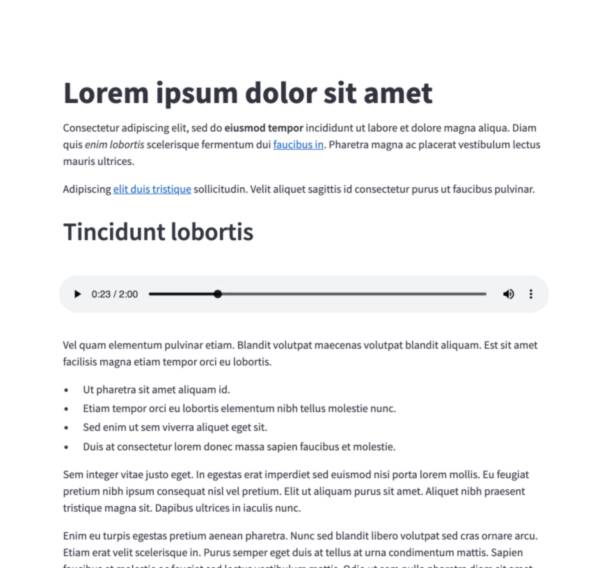 Lorem ipsum dolor sit amet
Consectetur adipiscing elit, sed do eiusmod tempor incididunt ut labore et dolore magna aliqua. Diam
quis enim lobortis scelerisque fermentum dui faucibus in. Pharetra magna ac placerat vestibulum lectus
mauris ultrices.
Adipiscing elit duis tristique sollicitudin. Velit aliquet sagittis id consectetur purus ut faucibus pulvinar.
Tincidunt lobortis
0:23 / 2:00
Vel quam elementum pulvinar etiam. Blandit volutpat maecenas volutpat blandit aliquam. Est sit amet
facilisis magna etiam tempor orci eu lobortis.
• Ut pharetra sit amet aliquam id.
• Etiam tempor orci eu lobortis elementum nibh tellus molestie nunc.
• Sed enim ut sem viverra aliquet eget sit.
• Duis at consectetur lorem donec massa sapien faucibus et molestie.
Sem integer vitae justo eget. In egestas erat imperdiet sed euismod nisi porta lorem mollis. Eu feugiat
pretium nibh ipsum consequat nisl vel pretium. Elit ut aliquam purus sit amet. Aliquet nibh praesent
tristique magna sit. Dapibus ultrices in iaculis nunc.
Enim eu turpis egestas pretium aenean pharetra. Nunc sed blandit libero volutpat sed cras ornare arcu.
Etiam erat velit scelerisque in. Purus semper eget duis at tellus at urna condimentum mattis. Sapien